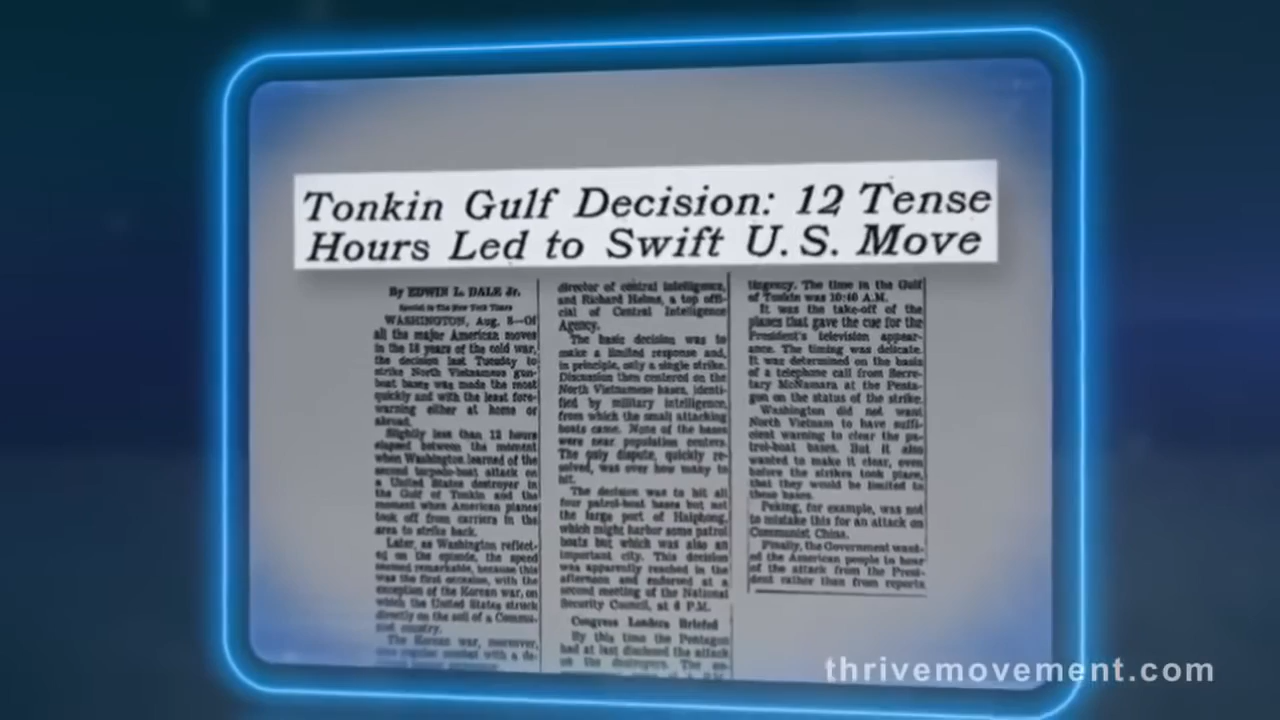 Tonkin Gulf Decision: 12 Tense
Hours Led to Swift U.S. Move
By EDWIN L. DALE Jr.
Special to The New York Times
WASHINGTON, Aug. 8—Of
all the major American moves
in the 18 years of the cold war,
the decision last Tuesday to
strike North Vietnamese gun-
boat bases was made the most
quickly and with the least fore-
warning either at home or
abroad.
Slightly less than 12 hours
elapsed between the moment
when Washington learned of the
second torpedo-boat attack on
a United States destroyer in
the Gulf of Tonkin and the
moment when American planes
took off from carriers in the
area to strike back.
Later, as Washington reflect-
ed on the episode, the speed
seemed remarkable, because this
was the first occasion, with the
exception of the Korean war, on
which the United States struck
directly on the soil of a Commu-
nist country.
The Korean war, moreover,
director of central intelligence,
and Richard Helms, a top offi-
cial of Central Intelligence
Agency.
The basic decision was to
make a limited response and,
in principle, only a single strike.
Discussion then centered on the
North Vietnamese bases, identi-
fied by military intelligence,
from which the small attacking
boats came. None of the bases
were near population centers.
The only dispute, quickly re-
solved, was over how many to
hit.
The decision was to hit all
four patrol-boat bases but not
the large port of Haiphong,
which might harbor some patrol
boats but which was also an
important city. This decision
was apparently reached in the
afternoon and endorsed at a
second meeting of the National
Security Council, at 6 P.M.
Congress Leaders Briefed
By this time the Pentagon
had at last disclosed the attack
on the destroyers. The
tingency. The time in the Gulf
of Tonkin was 10:40 A.M.
It was the take-off of the
planes that gave the cue for the
President's television appear-
ance. The timing was delicate.
It was determined on the basis
of a telephone call from Secre-
tary McNamara at the Penta-
gon on the status of the strike.
Washington did not want
North Vietnam to have suffi-
cient warning to clear the pa-
trol-boat bases. But it also
wanted to make it clear, even
before the strikes took place,
that they would be limited to
these bases.
Peking, for example, was not
to mistake this for an attack on
Communist China.
Finally, the Government want-
ed the American people to hear
of the attack from the Presi-
dent rather than from reports
thrivemovement.com